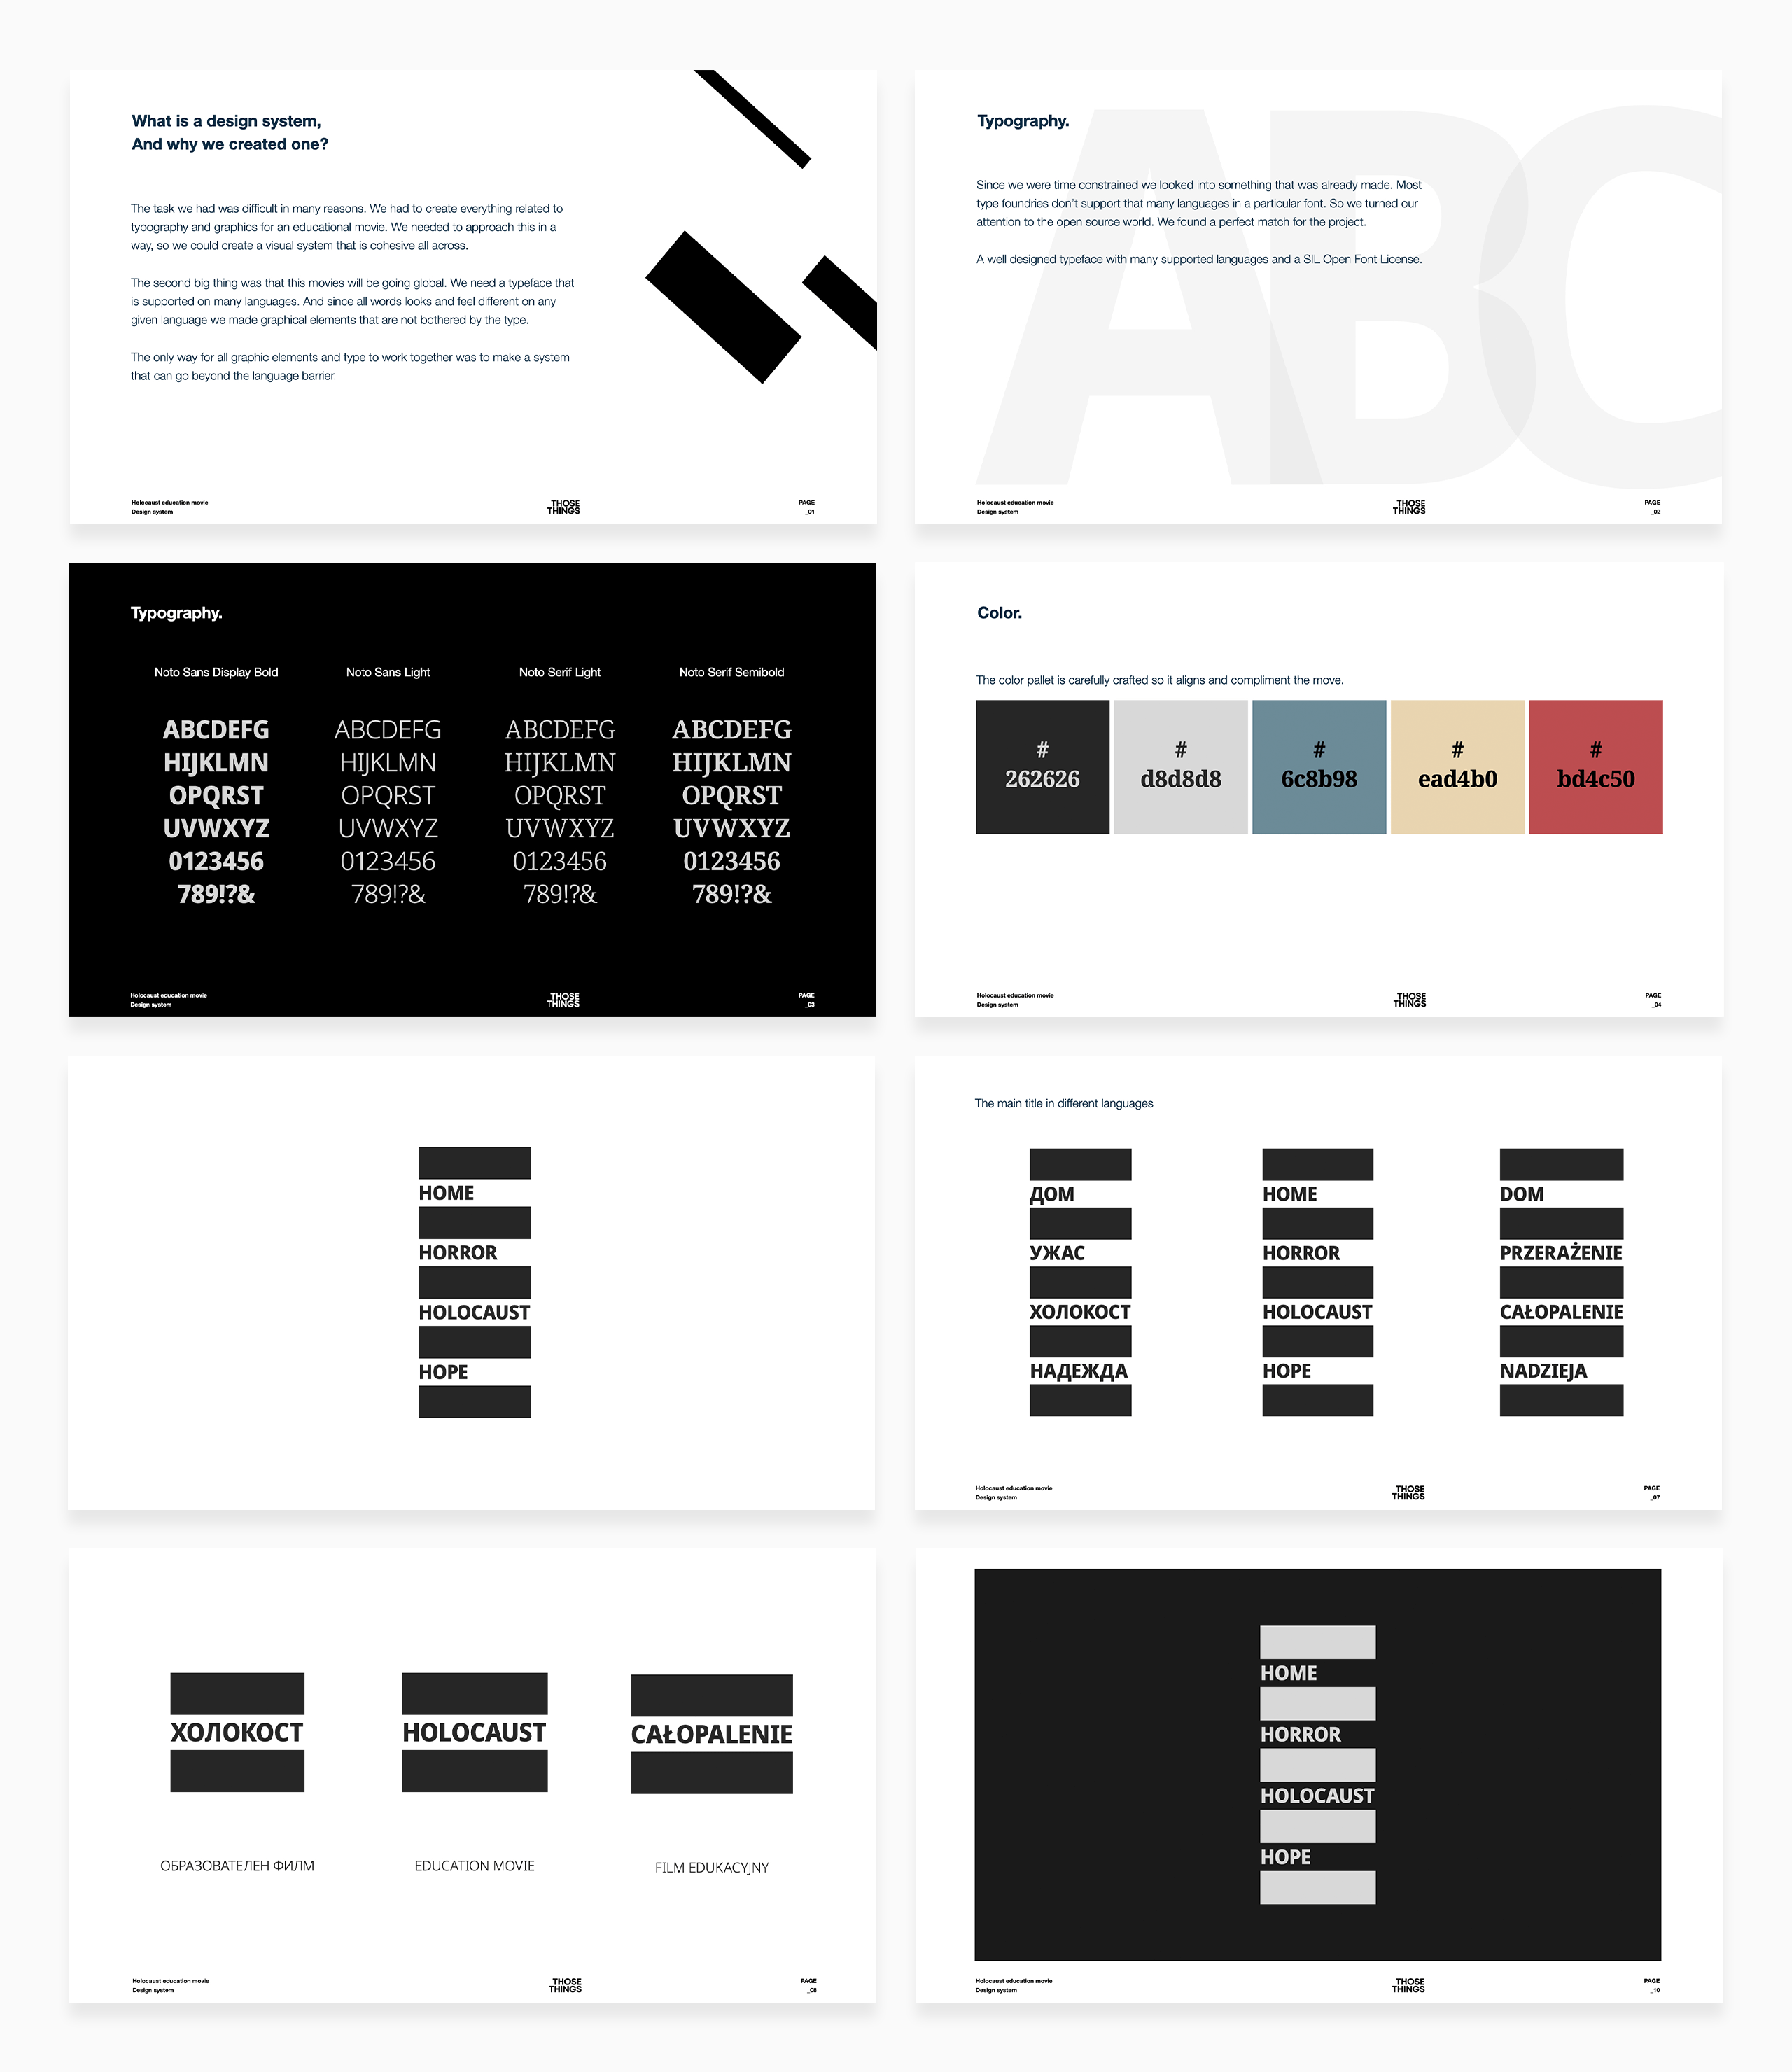 What is a design system,
And why we created one?
The task we had was difficult in many reasons. We had to create everything related to
typography and graphics for an educational movie. We needed to approach this in a
way, so we could create a visual system that is cohesive all across.
The second big thing was that this movies will be going global. We need a typeface that
is supported on many languages. And since all words looks and feel different on any
given language we made graphical elements that are not bothered by the type.
The only way for all graphic elements and type to work together was to make a system
that can go beyond the language barrier.
Holocaust education movie
Design system
THOSE
THINGS
PAGE
_01
ABC
Typography.
Since we were time constrained we looked into something that was already made. Most
type foundries don't support that many languages in a particular font. So we turned our
attention to the open source world. We found a perfect match for the project.
A well designed typeface with many supported languages and a SIL Open Font License.
Holocaust education movie
Design system
THOSE
THINGS
PAGE
_02
Typography.
Noto Sans Display Bold
ABCDEFG
HIJKLMN
OPQRST
UVWXYZ
0123456
789!?&
Noto Sans Light
ABCDEFG
HIJKLMN
OPQRST
UVWXYZ
0123456
789!?&
Noto Serif Light
ABCDEFG
HIJKLMN
OPQRST
UVWXYZ
0123456
789!?&
Noto Serif Semibold
ABCDEFG
HIJKLMN
OPQRST
UVWXYZ
0123456
789!?&
Holocaust education movie
Design system
THOSE
THINGS
PAGE
_03
Color.
The color pallet is carefully crafted so it aligns and compliment the move.
#
262626
#
d8d8d8
#
6c8b98
#
ead4b0
#
bd4c50
Holocaust education movie
Design system
THOSE
THINGS
PAGE
_04
HOME
HORROR
HOLOCAUST
HOPE
The main title in different languages
ДОМ
УЖАС
ХОЛОКОСТ
НАДЕЖДА
HOME
HORROR
HOLOCAUST
HOPE
DOM
PRZERAŻENIE
CAŁOPALENIE
NADZIEJA
Holocaust education movie
Design system
THOSE
THINGS
PAGE
_07
ХОЛОКОСТ
ОБРАЗОВАТЕЛЕН ФИЛМ
HOLOCAUST
EDUCATION MOVIE
CAŁOPALENIE
FILM EDUKACYJNY
Holocaust education movie
Design system
THOSE
THINGS
PAGE
_08
HOME
HORROR
HOLOCAUST
HOPE
Holocaust education movie
Design system
THOSE
THINGS
PAGE
_10